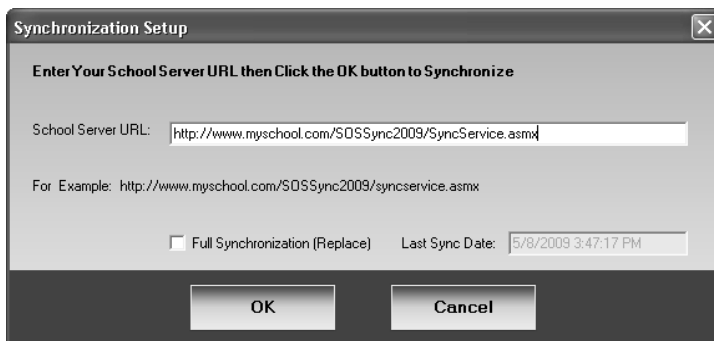 Synchronization Setup
Enter Your School Server URL then Click the OK button to Synchronize
School Server URL: http://www.myschool.com/SOSSync2009/SyncService.asmx
For Example: http://www.myschool.com/SOSSync2009/syncservice.asmx
Full Synchronization (Replace) Last Sync Date: 5/8/2009 3:47:17 PM
OK Cancel